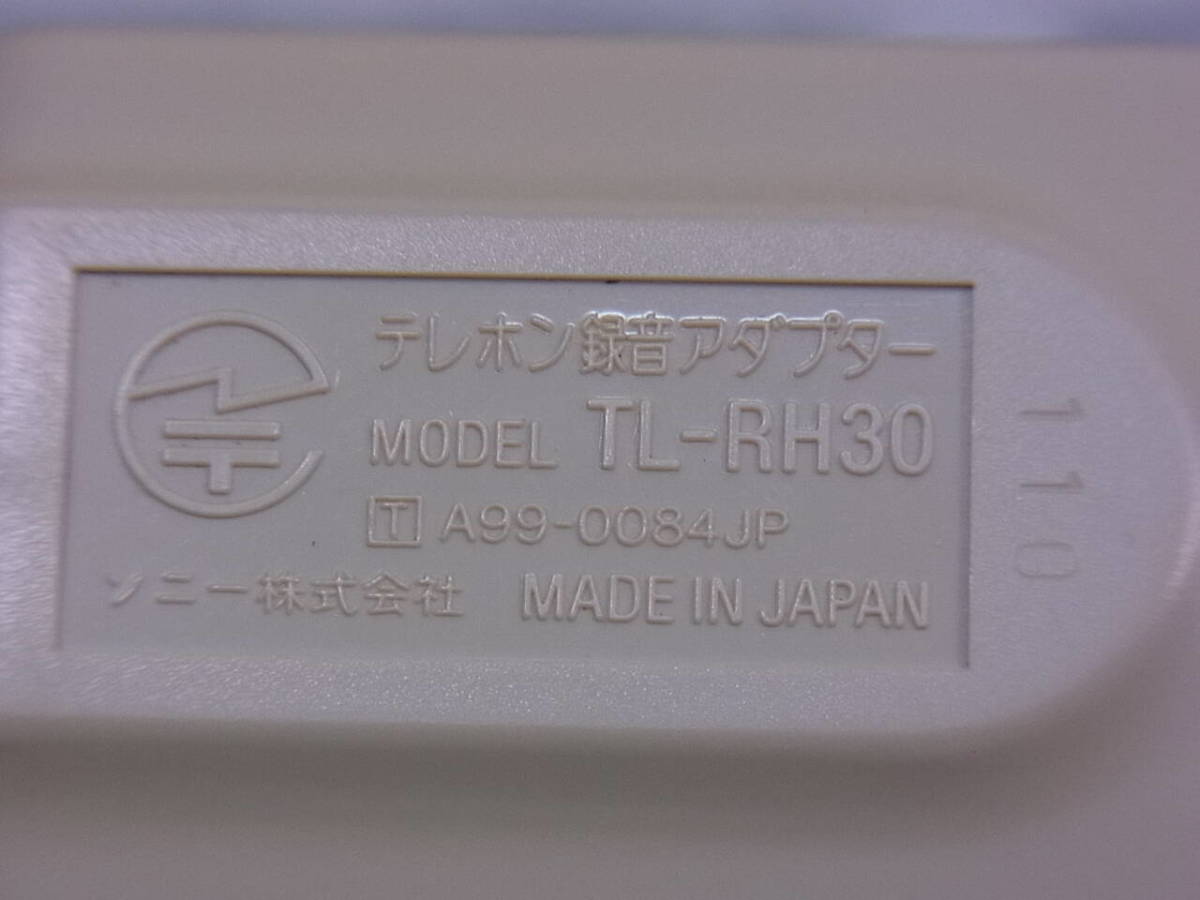 テレホン録音アダプター
MODEL TL-RH30
T A99-0084JP
ソニー株式会社 MADE IN JAPAN
110